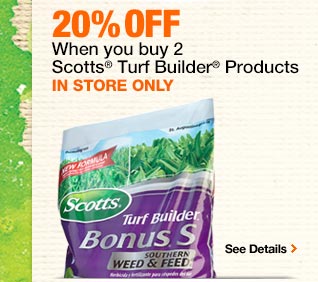 20% OFF
When you buy 2
Scotts® Turf Builder® Products
IN STORE ONLY
NEW FORMULA
Scotts
Turf Builder
Bonus S
SOUTHERN
WEED & FEED
See Details >